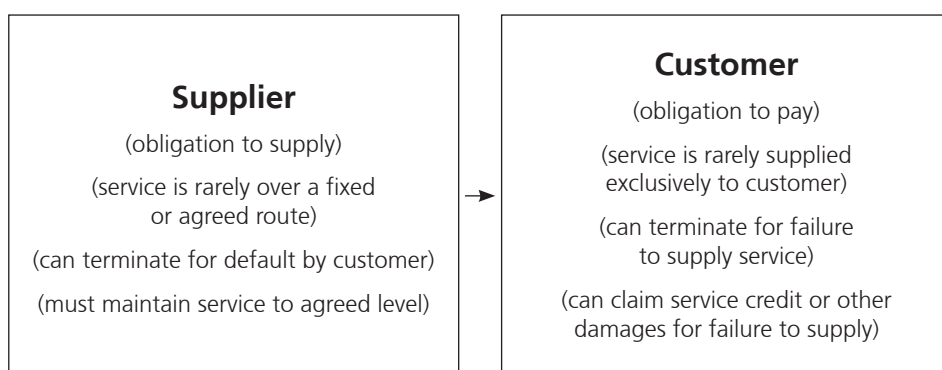 Supplier
(obligation to supply)
(service is rarely over a fixed
or agreed route)
(can terminate for default by customer)
(must maintain service to agreed level)
Customer
(obligation to pay)
(service is rarely supplied
exclusively to customer)
(can terminate for failure
to supply service)
(can claim service credit or other
damages for failure to supply)